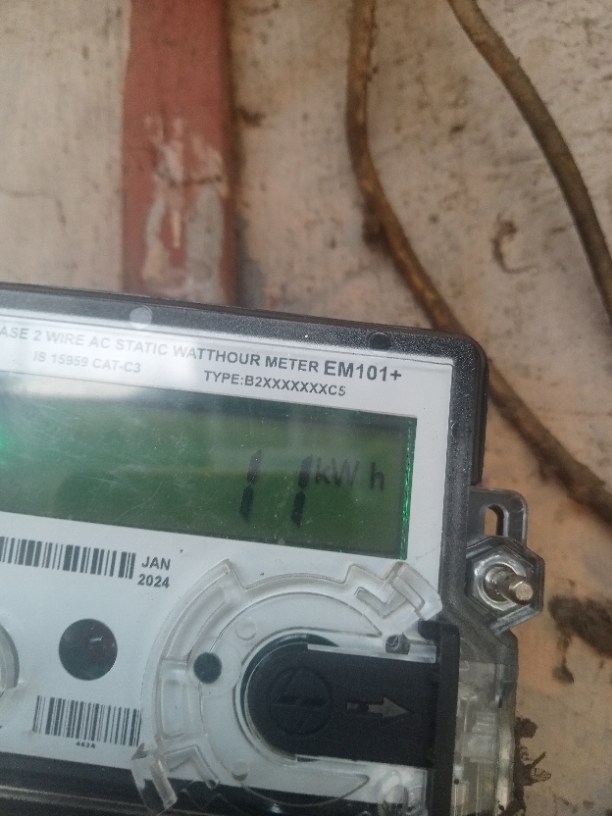 ASE 2 WIRE AC STATIC WATTHOUR METER EM101+
IS 15959 CAT-C3
TYPE:B2XXXXXXXC5
11 kWh
JAN
2024